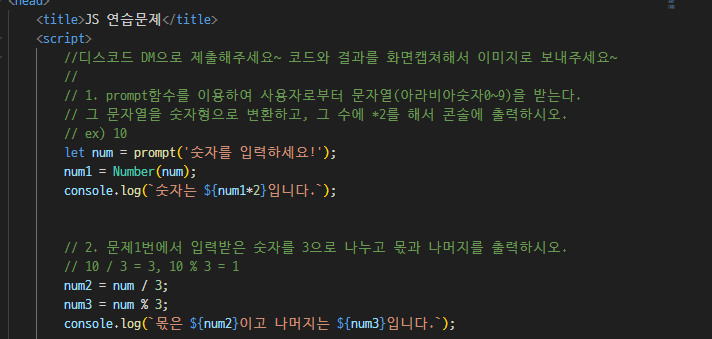 <head>
<title>JS 연습문제</title>
<script>
//디스코드 DM으로 제출해주세요~ 코드와 결과를 화면캡쳐해서 이미지로 보내주세요~
//
// 1. prompt함수를 이용하여 사용자로부터 문자열(아라비아숫자0~9)을 받는다.
// 그 문자열을 숫자형으로 변환하고, 그 수에 *2를 해서 콘솔에 출력하시오.
// ex) 10
let num = prompt('숫자를 입력하세요!');
num1 = Number(num);
console.log(`숫자는 ${num1*2}입니다.`);
// 2. 문제1번에서 입력받은 숫자를 3으로 나누고 몫과 나머지를 출력하시오.
// 10 / 3 = 3, 10 % 3 = 1
num2 = num / 3;
num3 = num % 3;
console.log(`몫은 ${num2}이고 나머지는 ${num3}입니다.`);